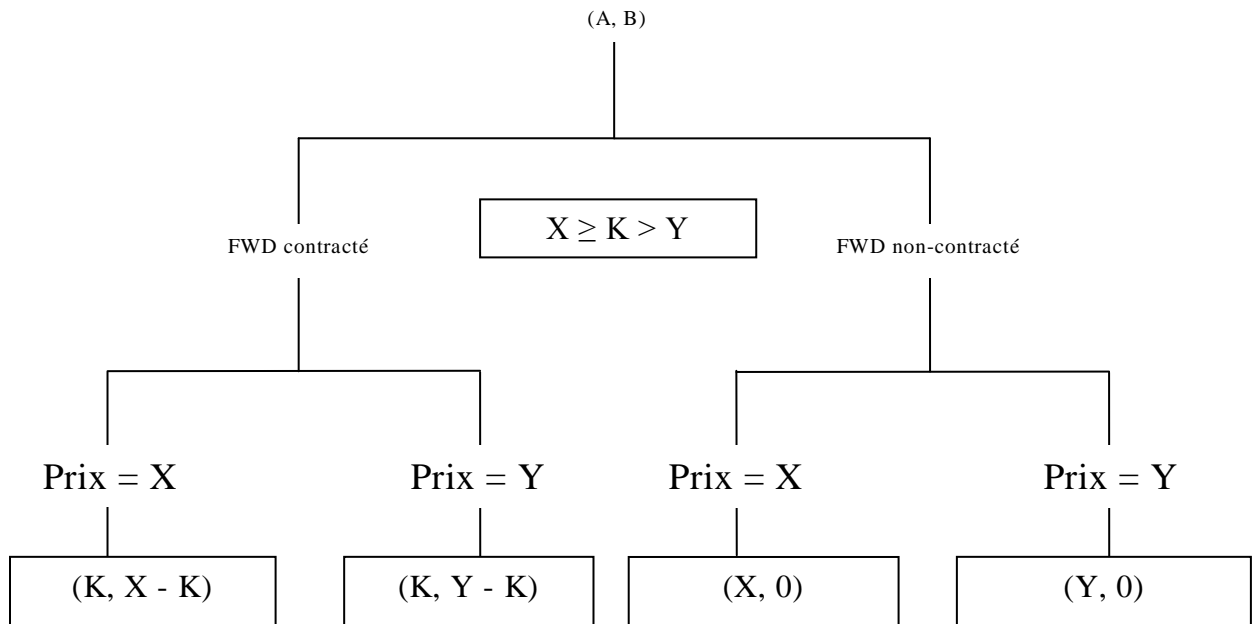 (A, B)
X ≥ K > Y
FWD contracté
FWD non-contracté
Prix = X
Prix = Y
Prix = X
Prix = Y
(K, X - K)
(K, Y - K)
(X, 0)
(Y, 0)